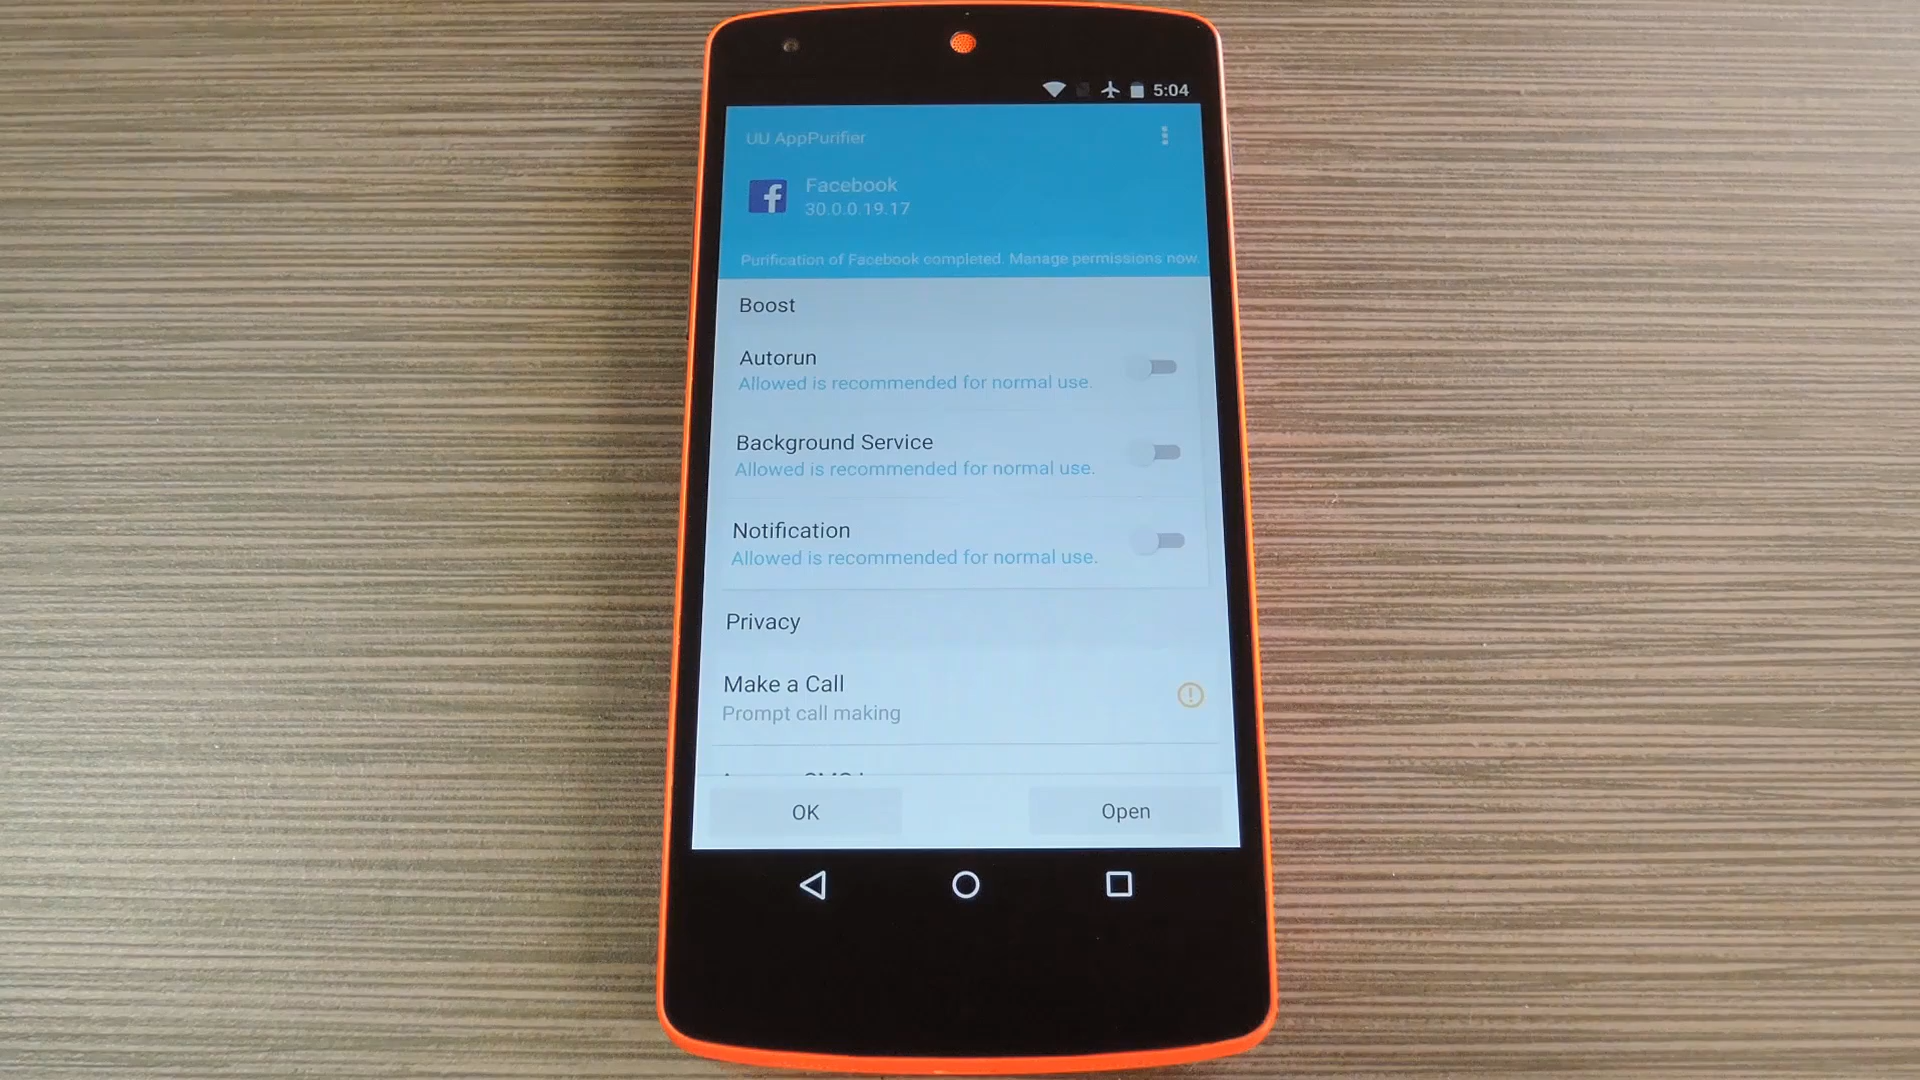 5:04
UU AppPurifier
Facebook
30.0.0.19.17
Purification of Facebook completed. Manage permissions now.
Boost
Autorun
Allowed is recommended for normal use.
Background Service
Allowed is recommended for normal use.
Notification
Allowed is recommended for normal use.
Privacy
Make a Call
Prompt call making
OK
Open